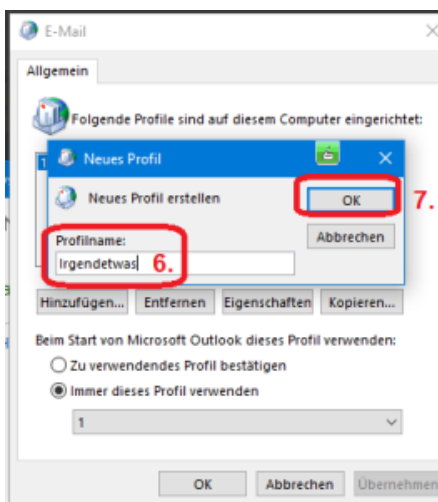 E-Mail
Allgemein
Folgende Profile sind auf diesem Computer eingerichtet:
1
Neues Profil
Neues Profil erstellen
OK
7.
Abbrechen
Profilname:
Irgendetwas
6.
Hinzufügen... Entfernen Eigenschaften Kopieren...
Beim Start von Microsoft Outlook dieses Profil verwenden:
Zu verwendendes Profil bestätigen
Immer dieses Profil verwenden
1
OK Abbrechen Übernehmen